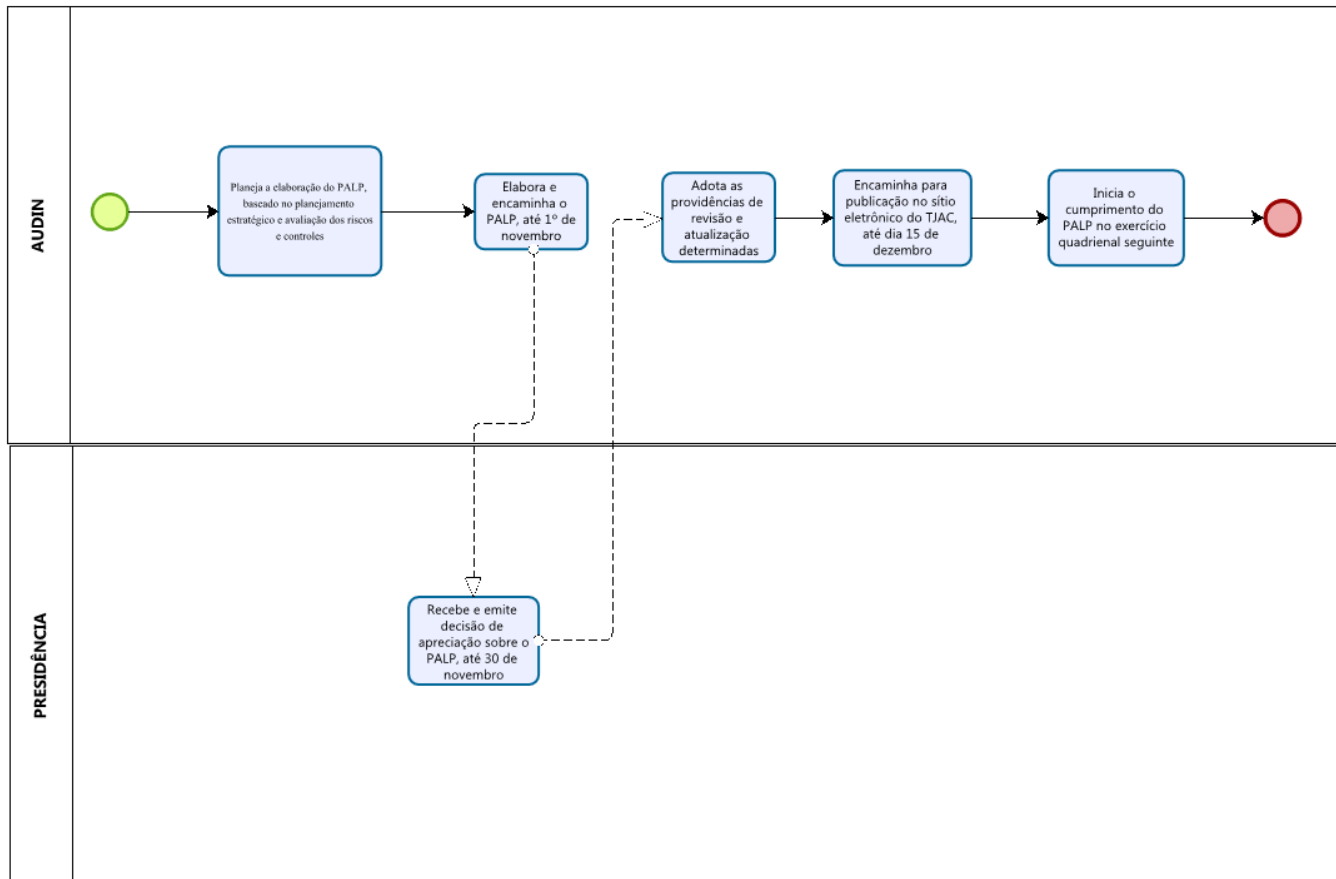 AUDIN
Planeja a elaboração do PALP,
baseado no planejamento
estratégico e avaliação dos riscos
e controles
Elabora e
encaminha o
PALP, até 1º de
novembro
Adota as
providências de
revisão e
atualização
determinadas
Encaminha para
publicação no sítio
eletrônico do TJAC,
até dia 15 de
dezembro
Inicia o
cumprimento do
PALP no exercício
quadrienal seguinte
PRESIDÊNCIA
Recebe e emite
decisão de
apreciação sobre o
PALP, até 30 de
novembro